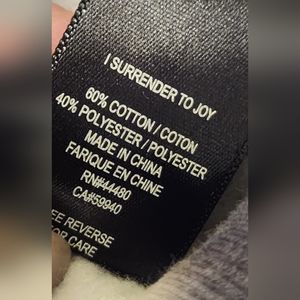 I SURRENDER TO JOY
60% COTTON / COTON
40% POLYESTER / POLYESTER
MADE IN CHINA
FARIQUE EN CHINE
RN#44480
CA#59940
EE REVERSE
OR CARE